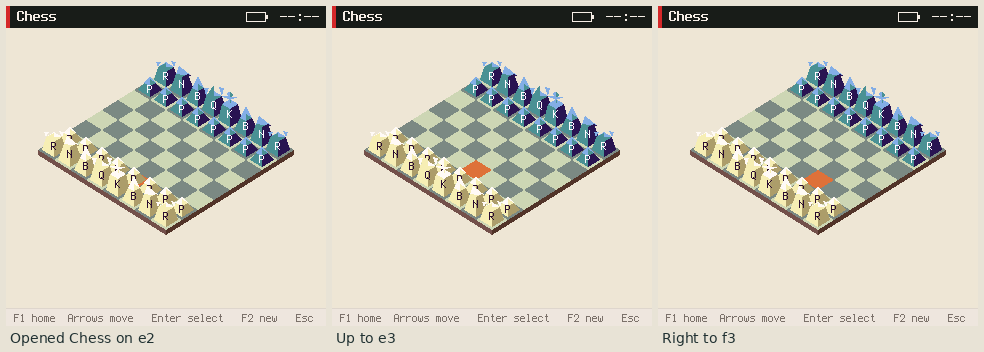 Chess --:--
Chess --:--
Chess --:--
F1 home Arrows move Enter select F2 new Esc
F1 home Arrows move Enter select F2 new Esc
F1 home Arrows move Enter select F2 new Esc
Opened Chess on e2
Up to e3
Right to f3